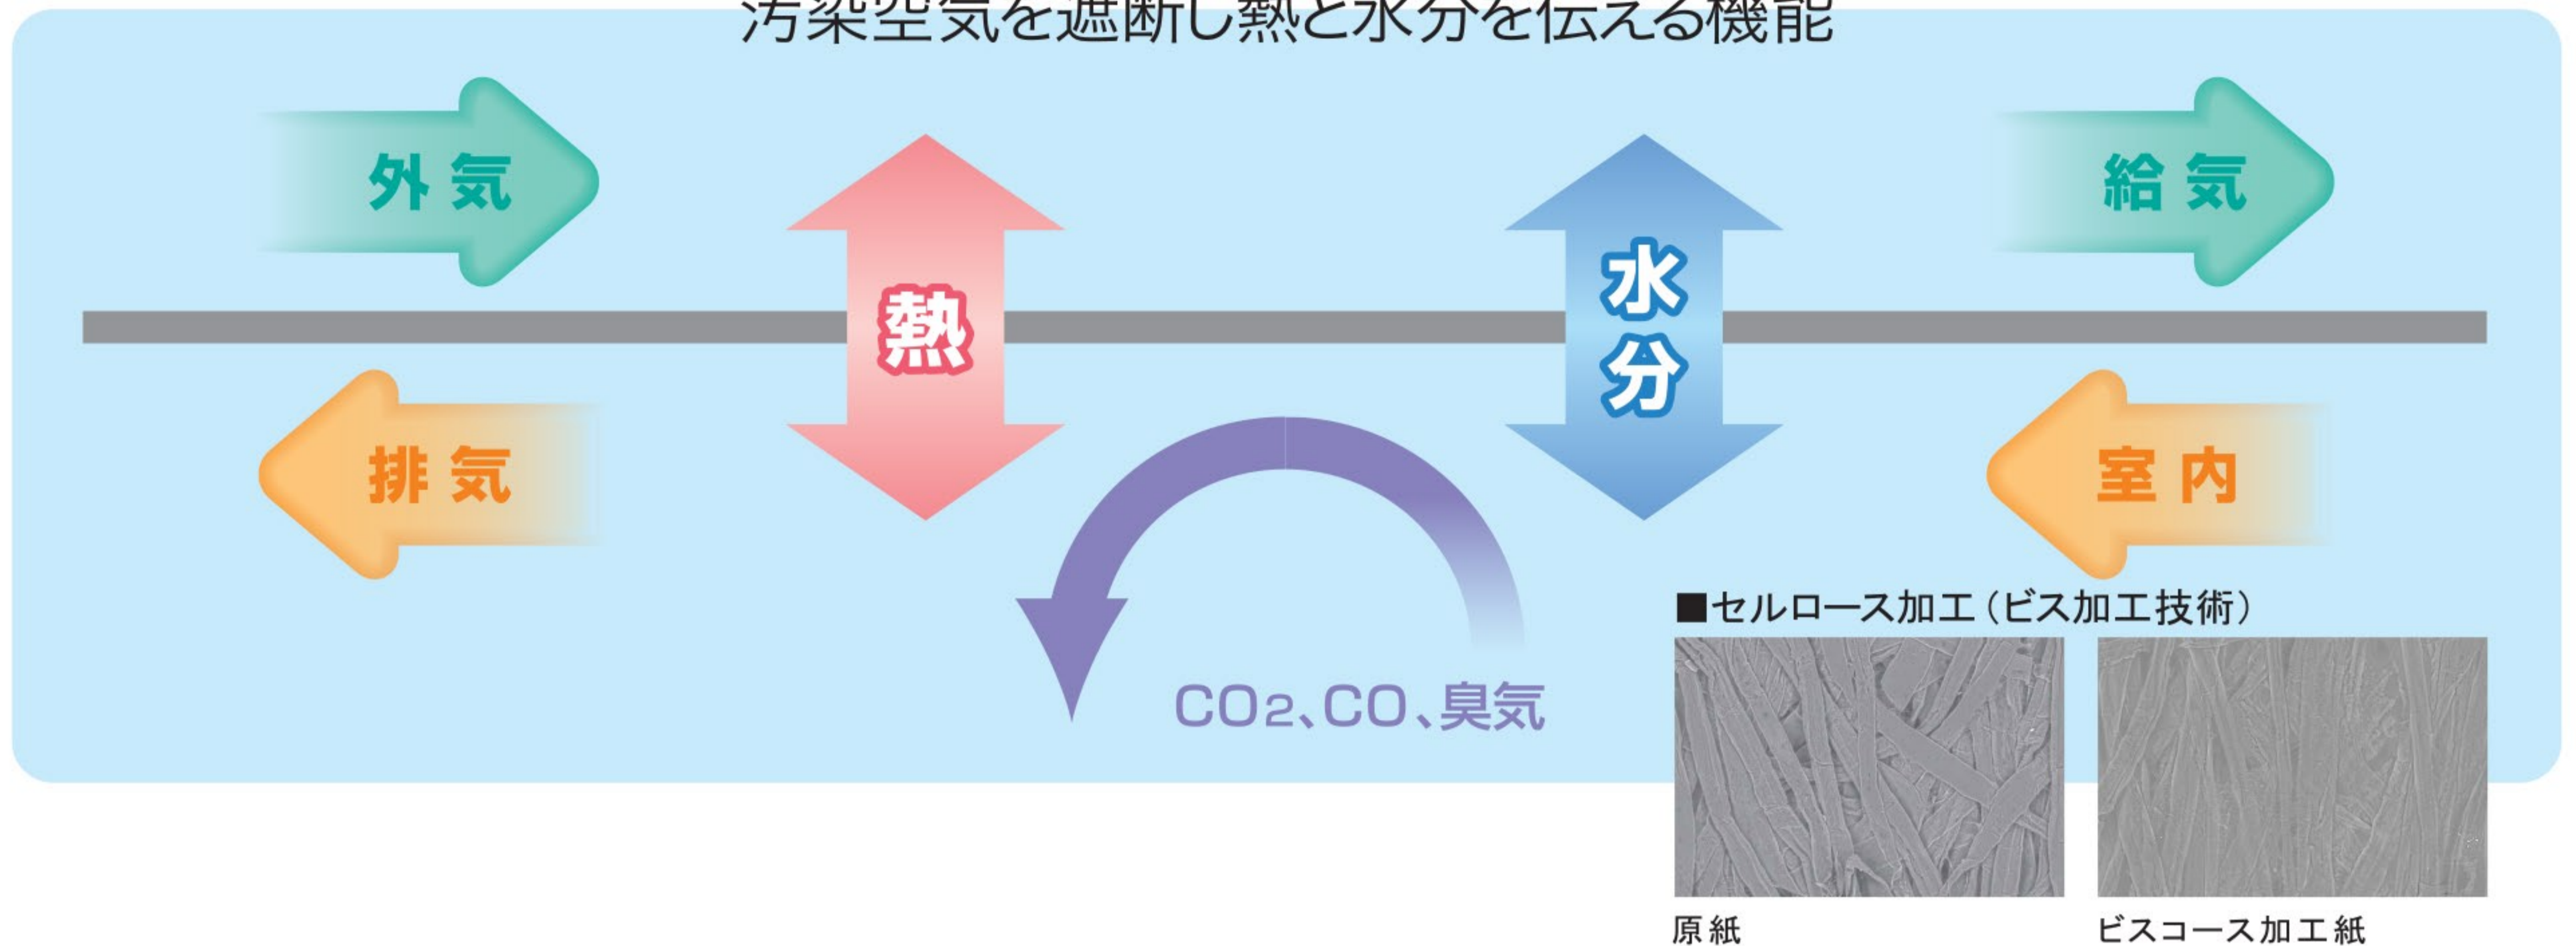 汚染空気を遮断し熱と水分を伝える機能
外気
給気
熱
水分
排気
室内
CO2、CO、臭気
■セルロース加工(ビス加工技術)
原紙
ビスコース加工紙